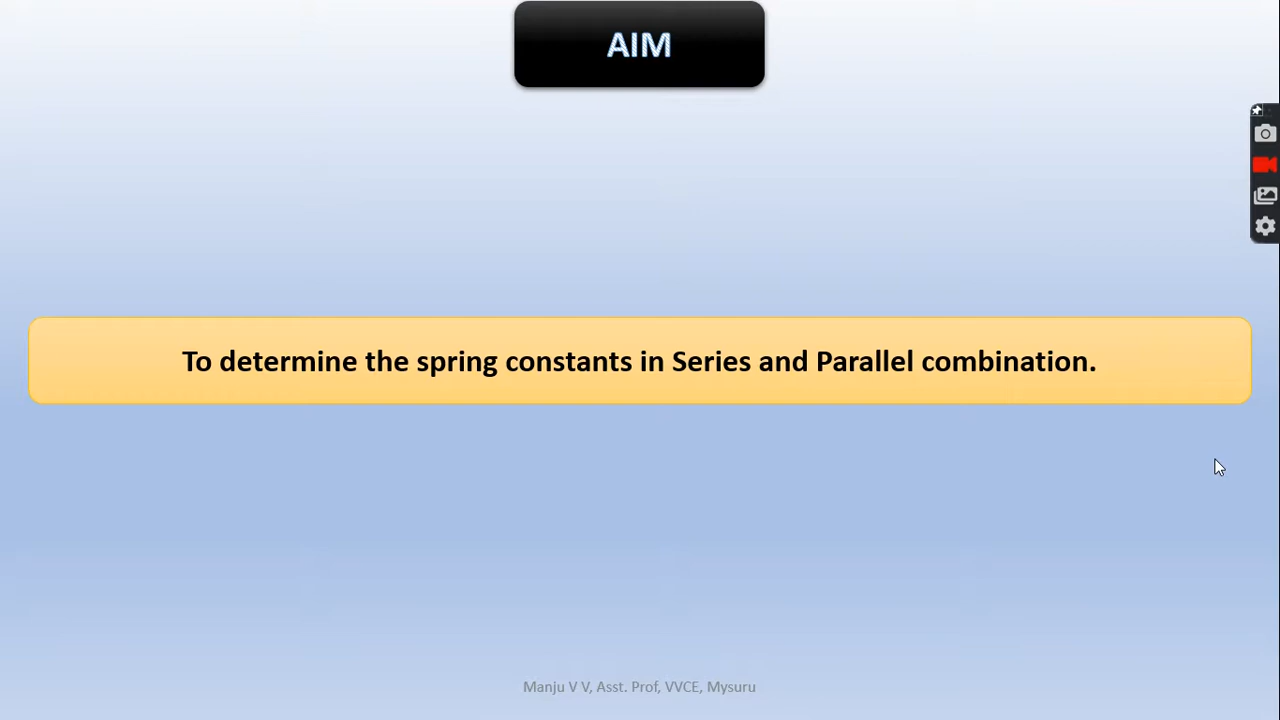 AIM
To determine the spring constants in Series and Parallel combination.
Manju V V, Asst. Prof, VVCE, Mysuru